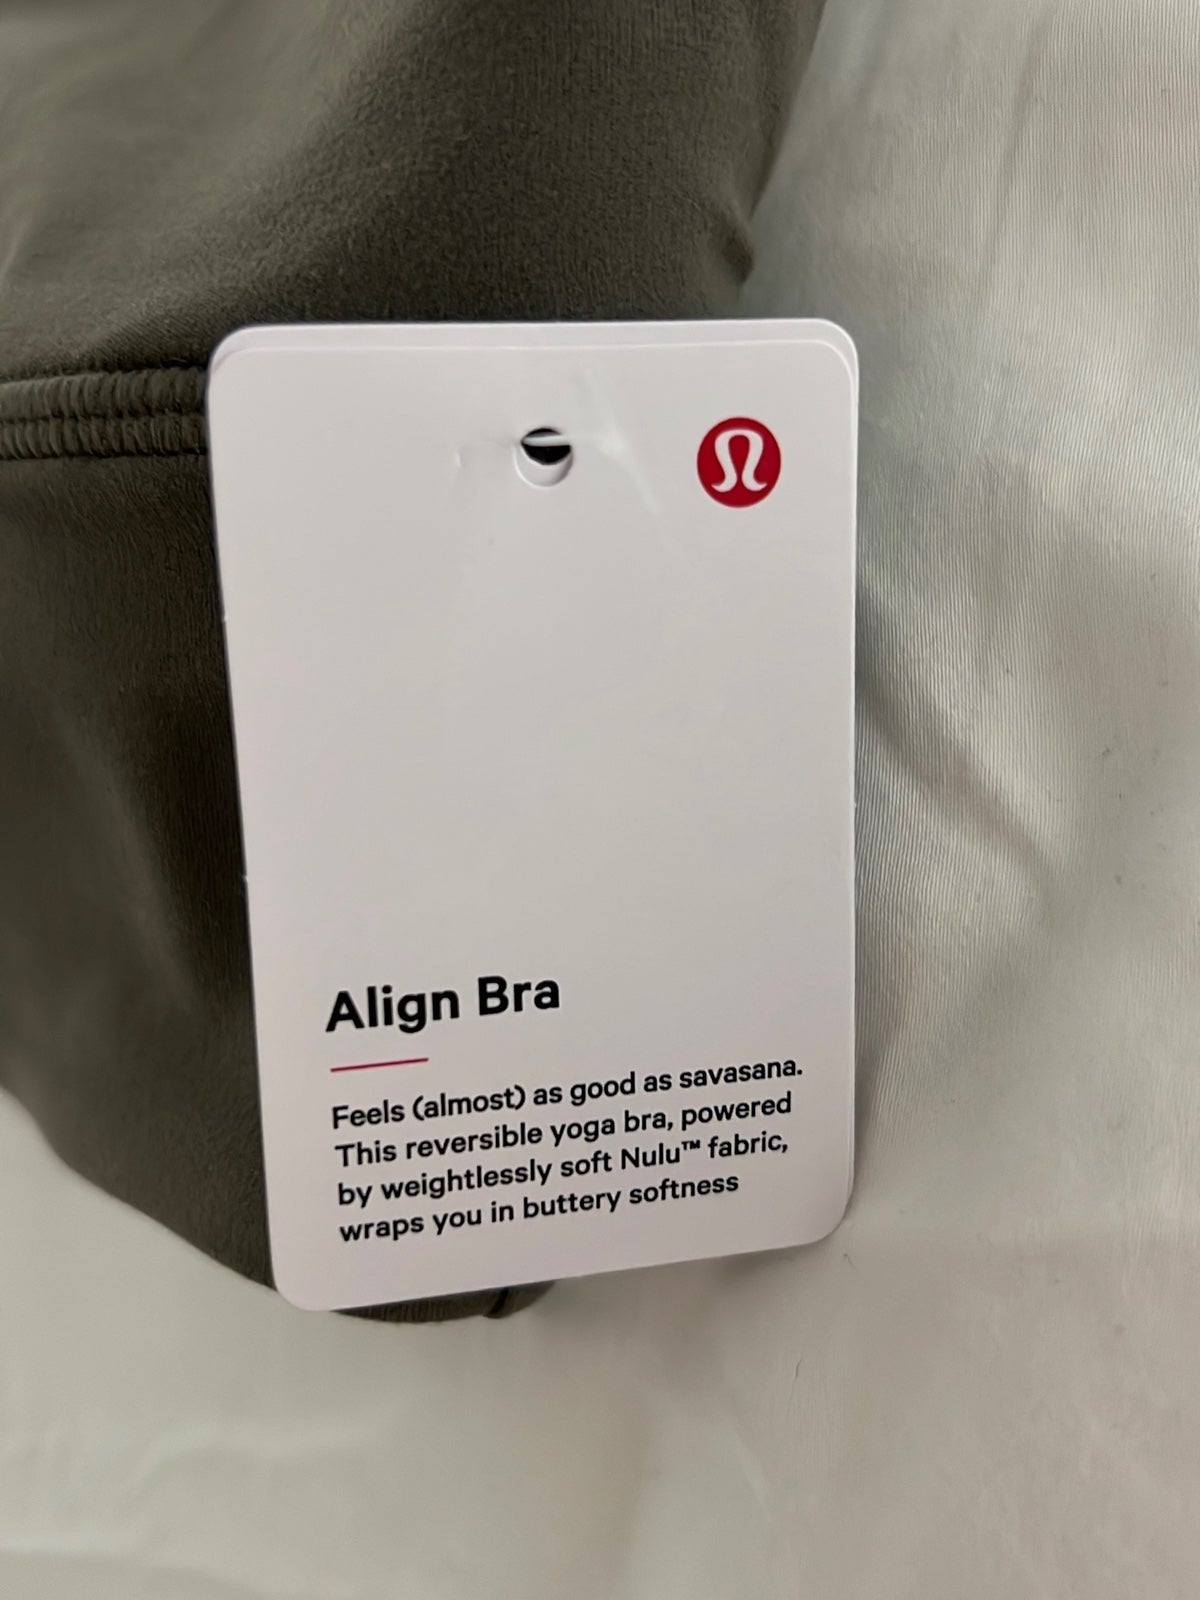 Align Bra
Feels (almost) as good as savasana.
This reversible yoga bra, powered
by weightlessly soft Nulu™ fabric,
wraps you in buttery softness